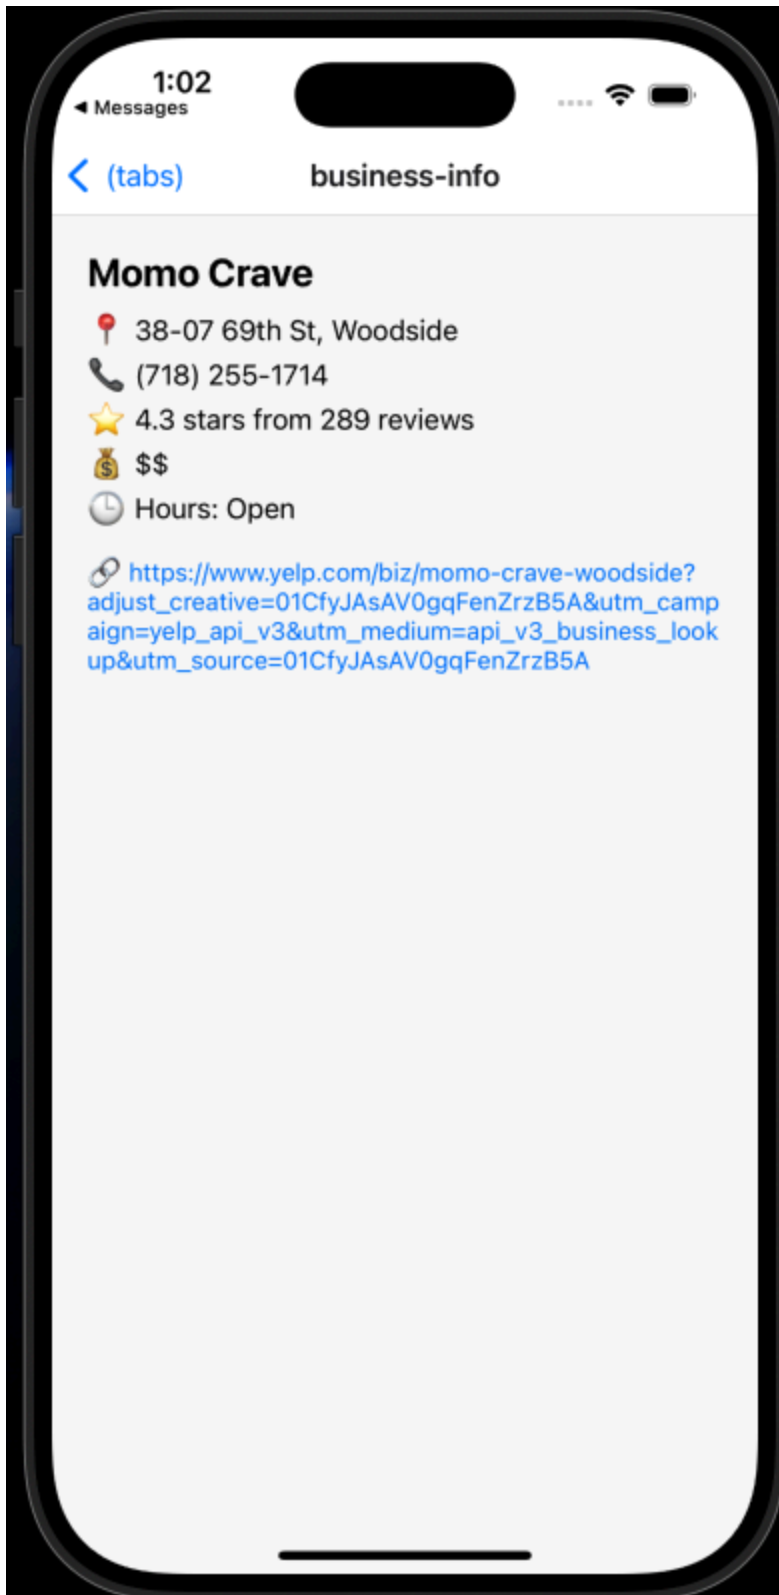 1:02
◀ Messages
(tabs)
business-info
Momo Crave
📍 38-07 69th St, Woodside
📞 (718) 255-1714
⭐ 4.3 stars from 289 reviews
💰 $$
🕒 Hours: Open
🔗 https://www.yelp.com/biz/momo-crave-woodside?
adjust_creative=01CfyJAsAV0gqFenZrzB5A&utm_camp
aign=yelp_api_v3&utm_medium=api_v3_business_look
up&utm_source=01CfyJAsAV0gqFenZrzB5A